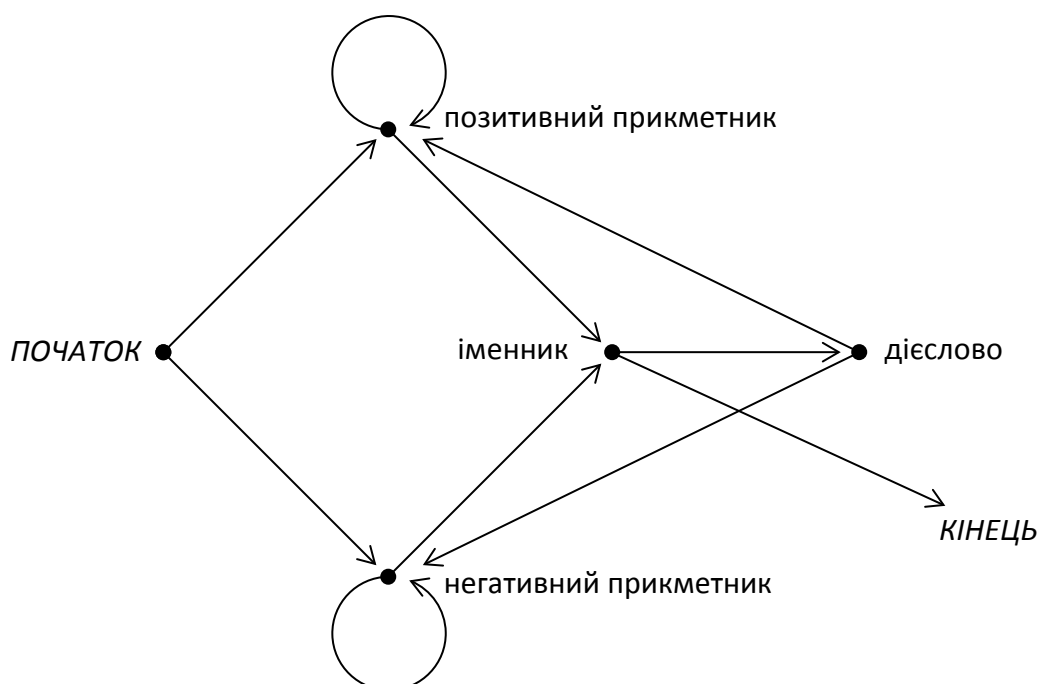 позитивний прикметник
ПОЧАТОК
іменник
дієслово
КІНЕЦЬ
негативний прикметник